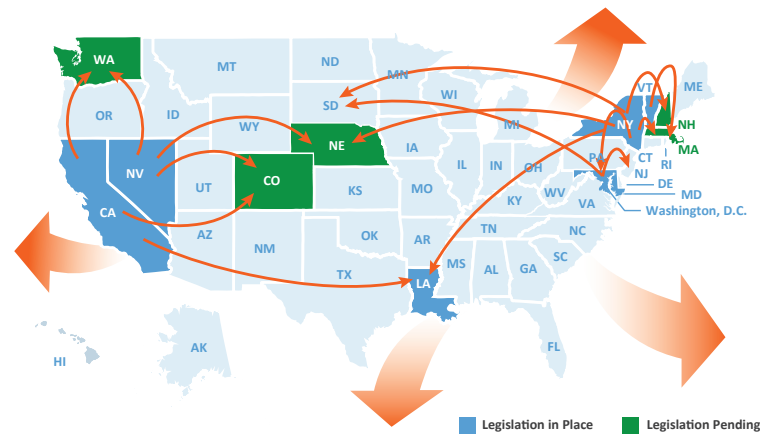 WA
MT
ND
MN
VT
ME
OR
ID
SD
WI
MI
NY
NH
WY
NE
IA
MA
NV
UT
CO
IL
IN
OH
CT
RI
NJ
DE
KS
MO
WV
VA
MD
KY
Washington, D.C.
CA
AZ
NM
OK
AR
TN
NC
TX
LA
MS
AL
GA
SC
AK
FL
HI
Legislation in Place
Legislation Pending